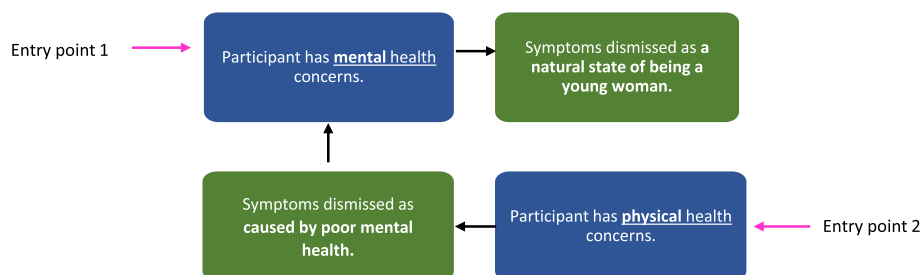 Entry point 1
Participant has mental health
concerns.
Symptoms dismissed as a
natural state of being a
young woman.
Symptoms dismissed as
caused by poor mental
health.
Participant has physical health
concerns.
Entry point 2